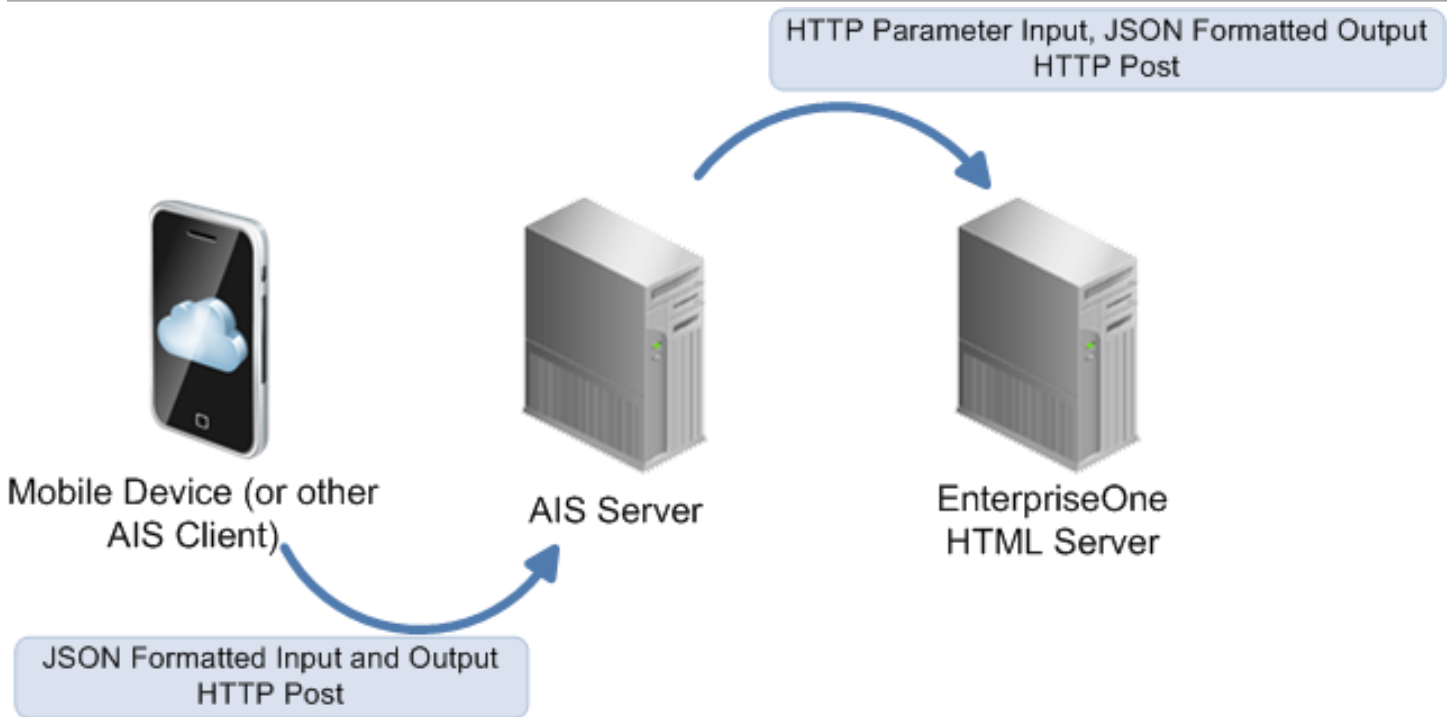 HTTP Parameter Input, JSON Formatted Output
HTTP Post
Mobile Device (or other
AIS Client)
AIS Server
EnterpriseOne
HTML Server
JSON Formatted Input and Output
HTTP Post